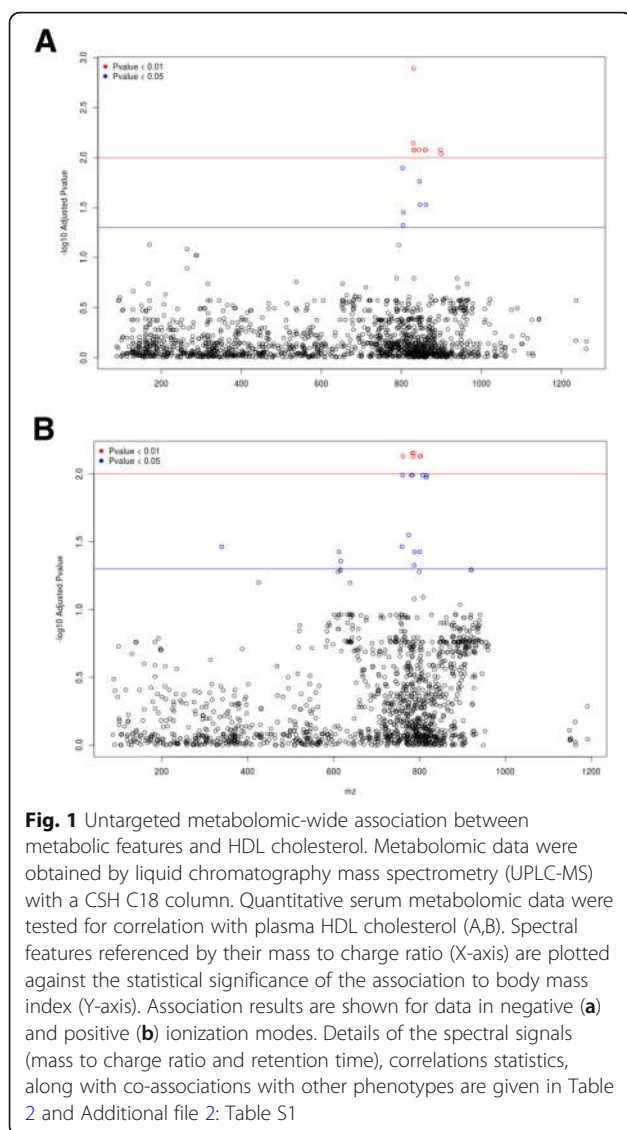 A
Pvalue < 0.01
Pvalue < 0.05
-log10 Adjusted Pvalue
3.0
2.5
2.0
1.5
1.0
0.5
0.0
200 400 600 800 1000 1200
B
Pvalue < 0.01
Pvalue < 0.05
-log10 Adjusted Pvalue
2.0
1.5
1.0
0.5
0.0
200 400 600 800 1000 1200
mz
Fig. 1 Untargeted metabolomic-wide association between
metabolic features and HDL cholesterol. Metabolomic data were
obtained by liquid chromatography mass spectrometry (UPLC-MS)
with a CSH C18 column. Quantitative serum metabolomic data were
tested for correlation with plasma HDL cholesterol (A,B). Spectral
features referenced by their mass to charge ratio (X-axis) are plotted
against the statistical significance of the association to body mass
index (Y-axis). Association results are shown for data in negative (a)
and positive (b) ionization modes. Details of the spectral signals
(mass to charge ratio and retention time), correlations statistics,
along with co-associations with other phenotypes are given in Table
2 and Additional file 2: Table S1